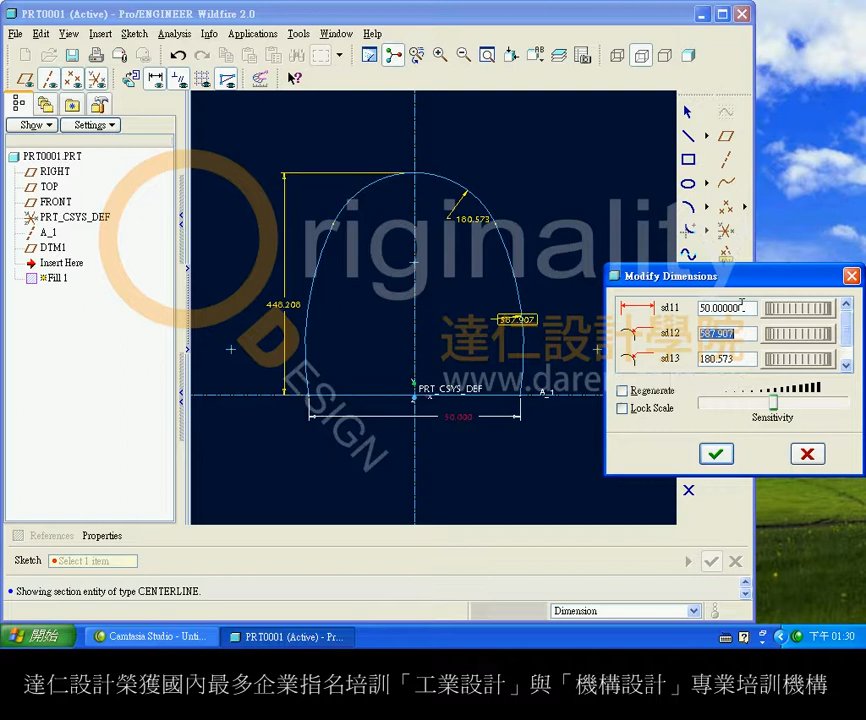 PRT0001 (Active) - Pro/ENGINEER Wildfire 2.0
File Edit View Insert Sketch Analysis Info Applications Tools Window Help
Show Settings
PRT0001.PRT
RIGHT
TOP
FRONT
PRT_CSYS_DEF
A_1
DTM1
Insert Here
Fill 1
180.573
448.208
587.907
PRT_CSYS_DEF
A_1
50.000
riginality
DESIGN
達仁設計學院
Modify Dimensions
sd11 50.00000
sd12 587.907
sd13 180.573
Regenerate
Lock Scale
Sensitivity
References Properties
Sketch Select 1 item
Showing section entity of type CENTERLINE.
Dimension
開始 Camtasia Studio - Unti... PRT0001 (Active) - Pr... 下午 01:30
達仁設計榮獲國內最多企業指名培訓「工業設計」與「機構設計」專業培訓機構